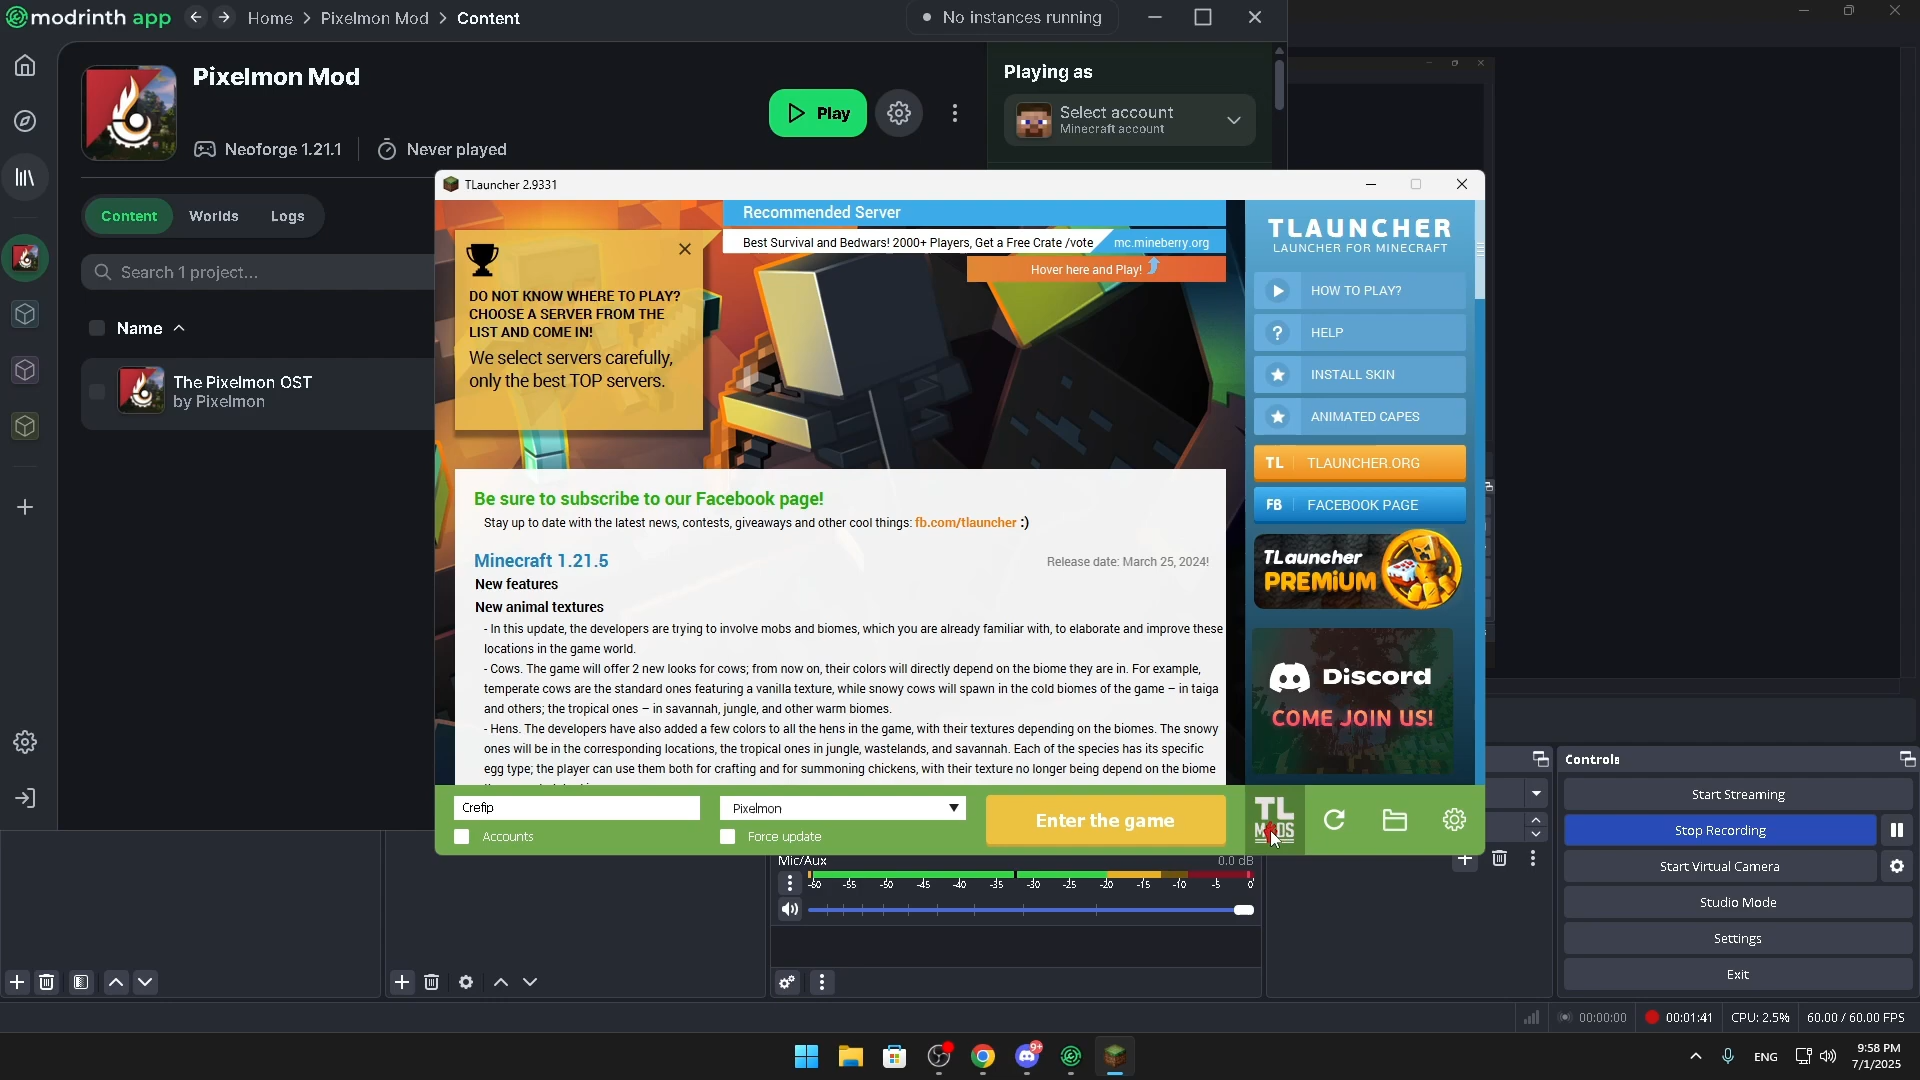 modrinth app
Home > Pixelmon Mod > Content
No instances running
Pixelmon Mod
Neoforge 1.21.1
Never played
Play
Playing as
Select account
Minecraft account
Content
Worlds
Logs
Search 1 project...
Name
The Pixelmon OST
by Pixelmon
TLauncher 2.9331
Recommended Server
Best Survival and Bedwars! 2000+ Players, Get a Free Crate /vote
mc.mineberry.org
Hover here and Play!
DO NOT KNOW WHERE TO PLAY?
CHOOSE A SERVER FROM THE
LIST AND COME IN!
We select servers carefully,
only the best TOP servers.
Be sure to subscribe to our Facebook page!
Stay up to date with the latest news, contests, giveaways and other cool things: fb.com/tlauncher :)
Minecraft 1.21.5
Release date: March 25, 2024!
New features
New animal textures
- In this update, the developers are trying to involve mobs and biomes, which you are already familiar with, to elaborate and improve these
locations in the game world.
- Cows. The game will offer 2 new looks for cows; from now on, their colors will directly depend on the biome they are in. For example,
temperate cows are the standard ones featuring a vanilla texture, while snowy cows will spawn in the cold biomes of the game – in taiga
and others; the tropical ones – in savannah, jungle, and other warm biomes.
- Hens. The developers have also added a few colors to all the hens in the game, with their textures depending on the biomes. The snowy
ones will be in the corresponding locations, the tropical ones in jungle, wastelands, and savannah. Each of the species has its specific
egg type; the player can use them both for crafting and for summoning chickens, with their texture no longer being depend on the biome
TLAUNCHER
LAUNCHER FOR MINECRAFT
HOW TO PLAY?
? HELP
INSTALL SKIN
ANIMATED CAPES
TL TLAUNCHER.ORG
FB FACEBOOK PAGE
TLauncher
PREMiUM
Discord
COME JOIN US!
Crefip
Accounts
Pixelmon
Force update
Enter the game
TL
MODS
Mic/Aux
0.0 dB
-60 -55 -50 -45 -40 -35 -30 -25 -20 -15 -10 -5 0
Controls
Start Streaming
Stop Recording
Start Virtual Camera
Studio Mode
Settings
Exit
00:00:00
00:01:41
CPU: 2.5%
60.00 / 60.00 FPS
9+
ENG
9:58 PM
7/1/2025